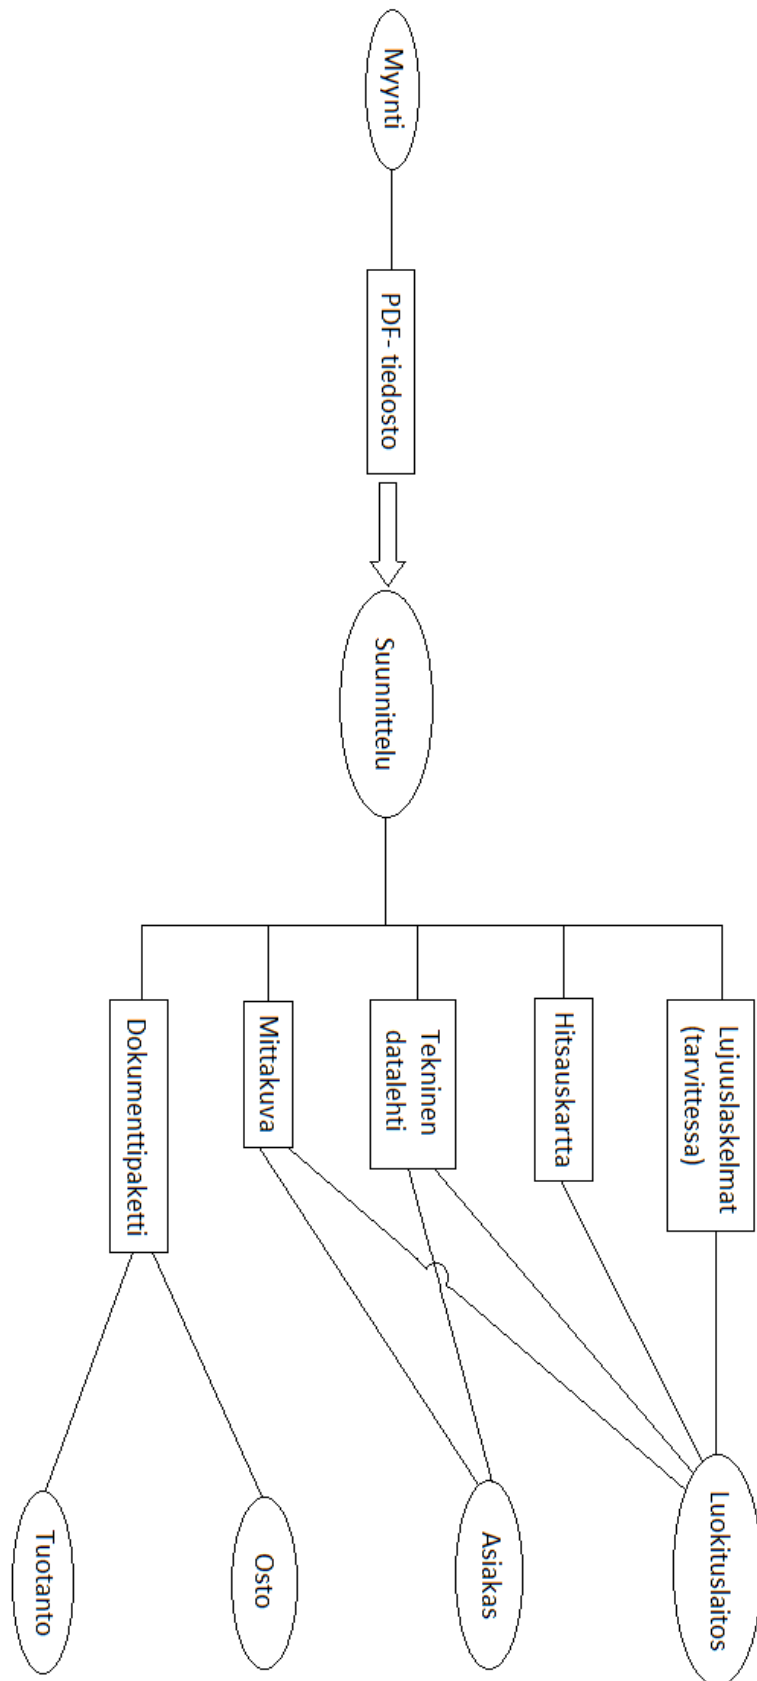 Myynti
PDF- tiedosto
Suunnittelu
Lujuuslaskelmat
(tarvittessa)
Hitsauskartta
Tekninen
datalehti
Mittakuva
Dokumenttipaketti
Luokituslaitos
Asiakas
Osto
Tuotanto